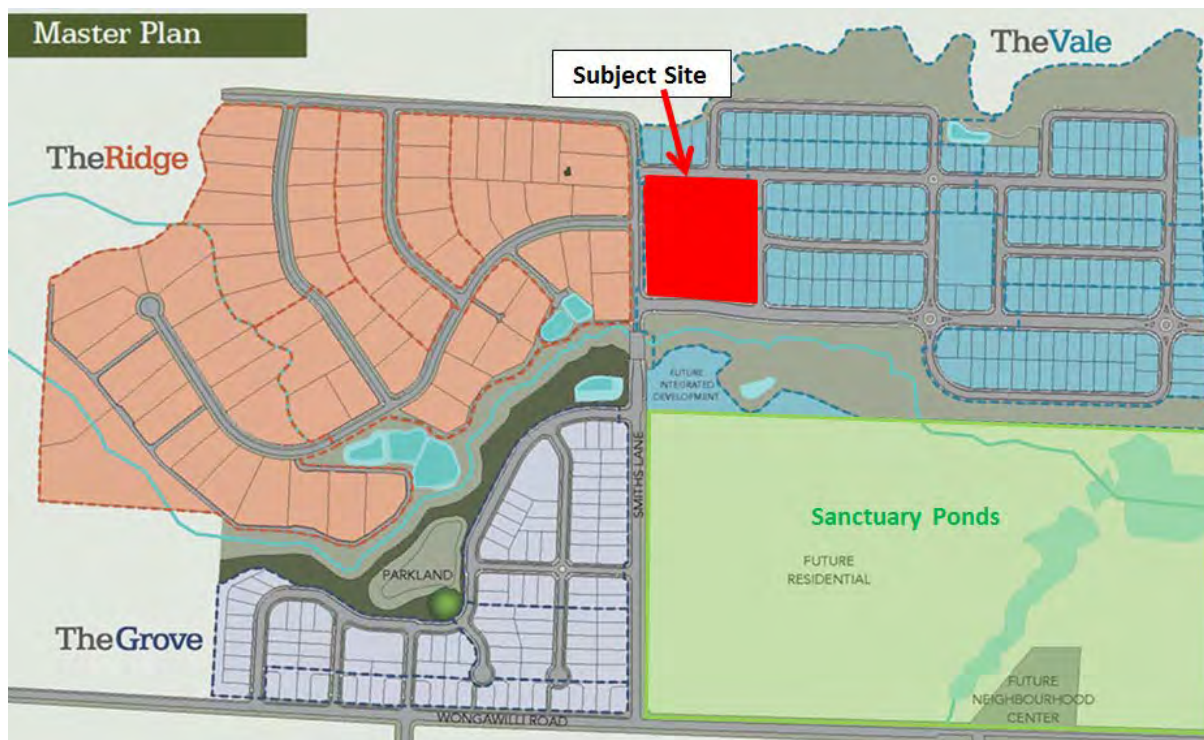 Master Plan
TheVale
Subject Site
TheRidge
FUTURE
INTEGRATED
DEVELOPMENT
SMITHS LANE
Sanctuary Ponds
FUTURE
RESIDENTIAL
PARKLAND
TheGrove
FUTURE
NEIGHBOURHOOD
CENTER
WONGAWILLI ROAD